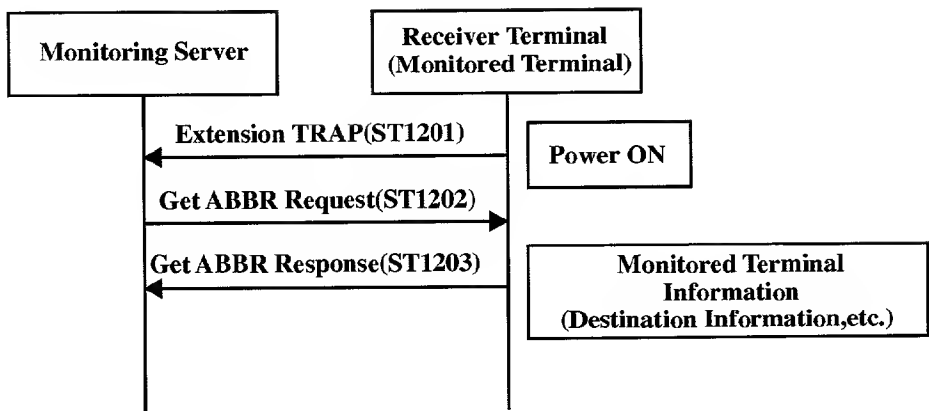 Monitoring Server
Receiver Terminal
(Monitored Terminal)
Extension TRAP(ST1201)
Power ON
Get ABBR Request(ST1202)
Get ABBR Response(ST1203)
Monitored Terminal
Information
(Destination Information,etc.)